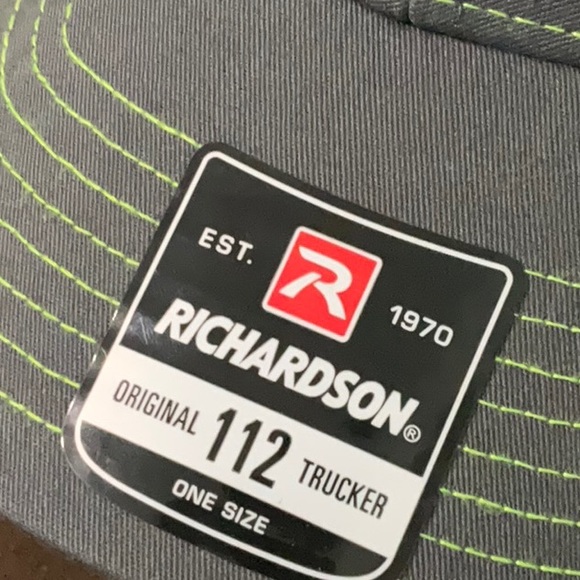 EST. R 1970
RICHARDSON®
ORIGINAL 112 TRUCKER
ONE SIZE